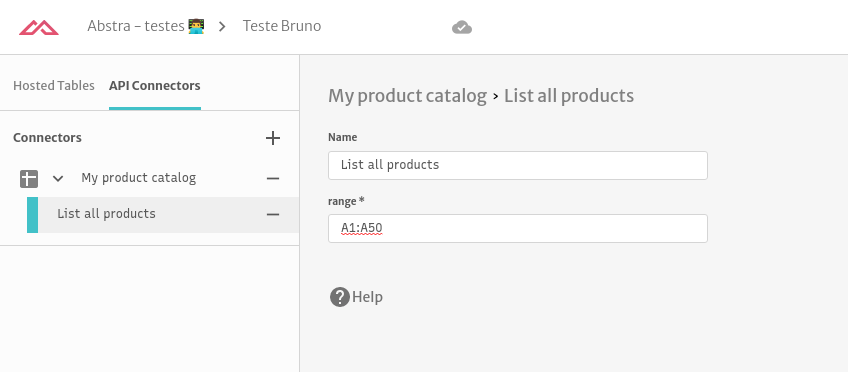 Abstra - testes 👨‍💻 > Teste Bruno
Hosted Tables API Connectors
Connectors +
My product catalog
List all products
My product catalog › List all products
Name
List all products
range *
A1:A50
? Help